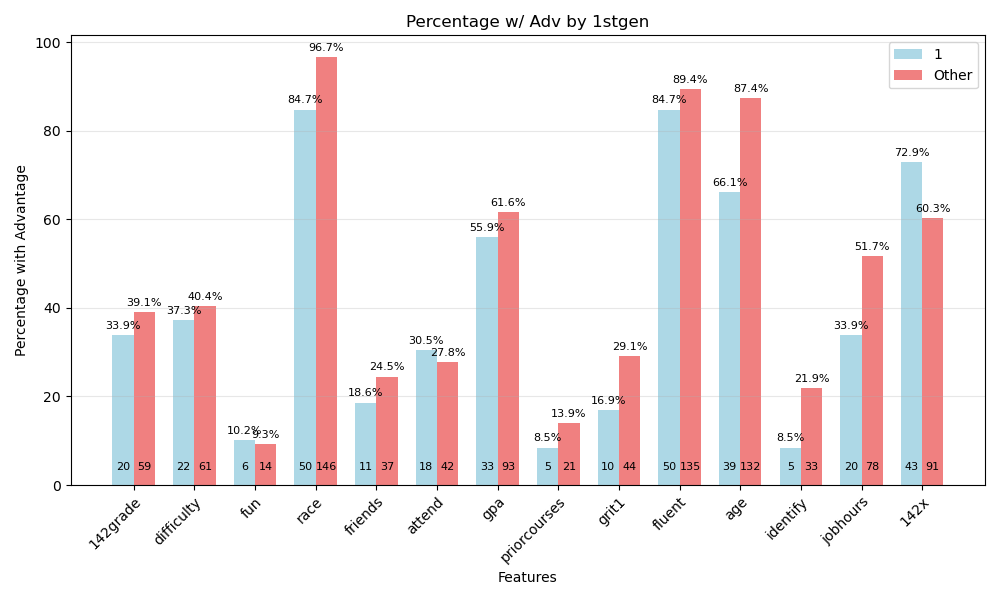 Percentage w/ Adv by 1stgen
1
Other
Percentage with Advantage
100
80
60
40
20
0
33.9% 39.1%
37.3% 40.4%
10.2% 9.3%
84.7% 96.7%
18.6% 24.5%
30.5% 27.8%
55.9% 61.6%
8.5% 13.9%
16.9% 29.1%
84.7% 89.4%
66.1% 87.4%
8.5% 21.9%
33.9% 51.7%
72.9% 60.3%
20 59 22 61 6 14 50 146 11 37 18 42 33 93 5 21 10 44 50 135 39 132 5 33 20 78 43 91
142grade
difficulty
fun
race
friends
attend
gpa
priorcourses
grit1
fluent
age
identify
jobhours
142x
Features